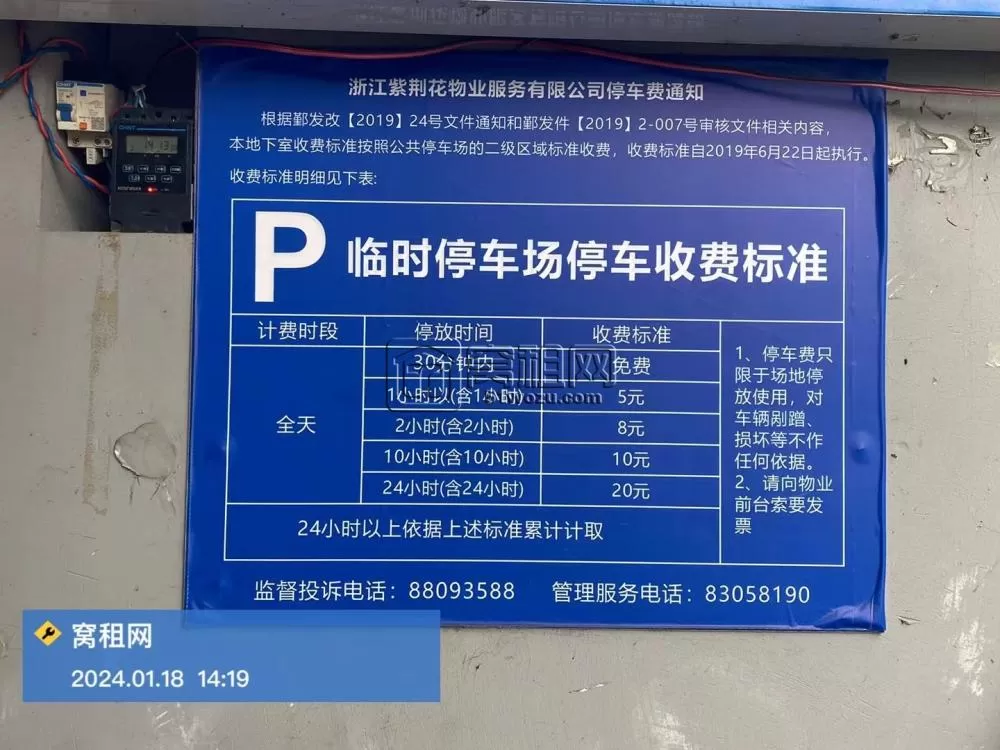 浙江紫荆花物业服务有限公司停车费通知
根据鄞发改【2019】24号文件通知和鄞发件【2019】2-007号审核文件相关内容，
本地下室收费标准按照公共停车场的二级区域标准收费，收费标准自2019年6月22日起执行。
收费标准明细见下表:
P 临时停车场停车收费标准
计费时段 停放时间 收费标准
30分钟内 免费
1小时以(含1小时) 5元
全天 2小时(含2小时) 8元
10小时(含10小时) 10元
24小时(含24小时) 20元
24小时以上依据上述标准累计计取
1、停车费只
限于场地停
放使用，对
车辆剐蹭、
损坏等不作
任何依据。
2、请向物业
前台索要发
票
监督投诉电话：88093588 管理服务电话：83058190
窝租网
2024.01.18 14:19
窝租网
CHNT
14 13